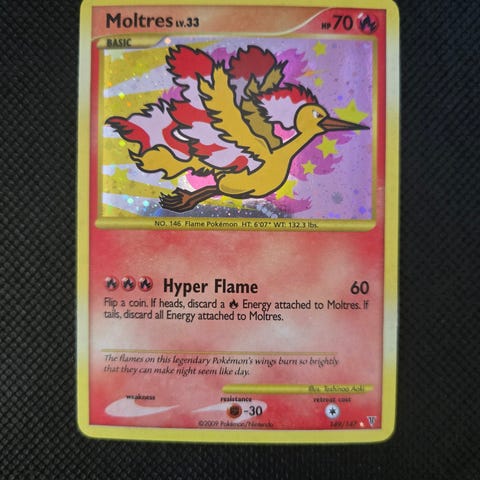 Moltres LV.33
HP 70
BASIC
NO. 146 Flame Pokémon HT: 6'07" WT: 132.3 lbs.
Hyper Flame 60
Flip a coin. If heads, discard a Energy attached to Moltres. If
tails, discard all Energy attached to Moltres.
The flames on this legendary Pokémon's wings burn so brightly
that they can make night seem like day.
Illus. Toshinao Aoki
weakness resistance retreat cost
-30
©2009 Pokémon/Nintendo 149/147